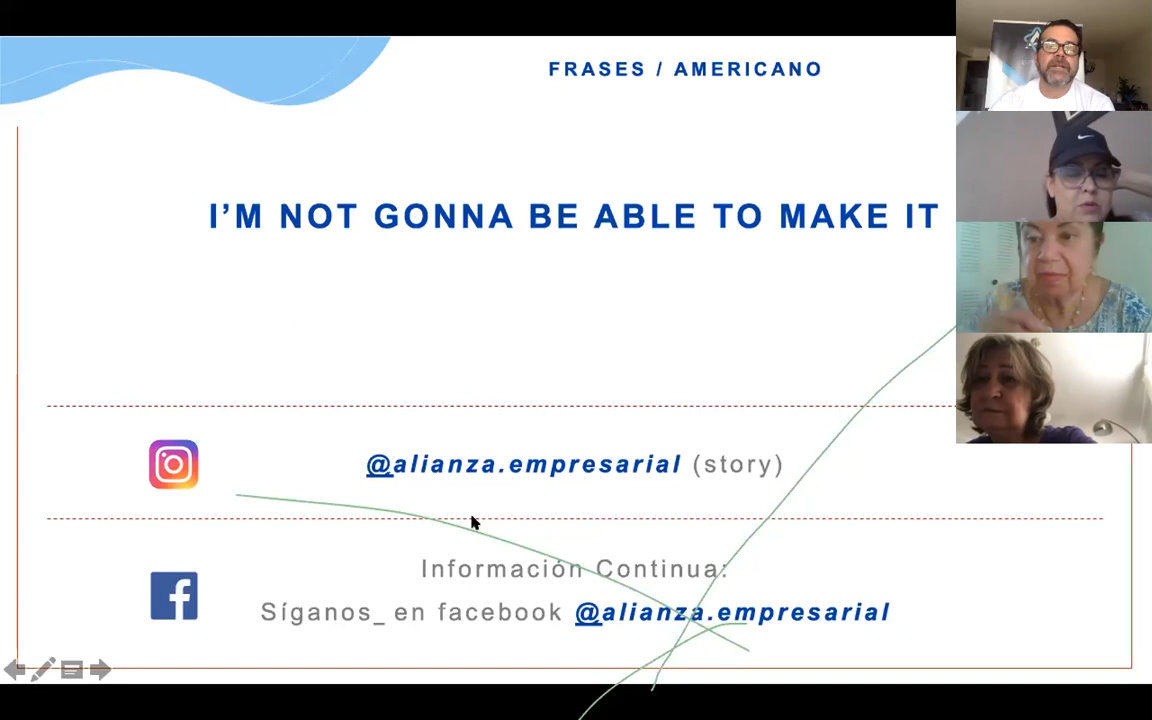 FRASES / AMERICANO
I’M NOT GONNA BE ABLE TO MAKE IT
@alianza.empresarial (story)
Información Continua:
Síganos_ en facebook @alianza.empresarial